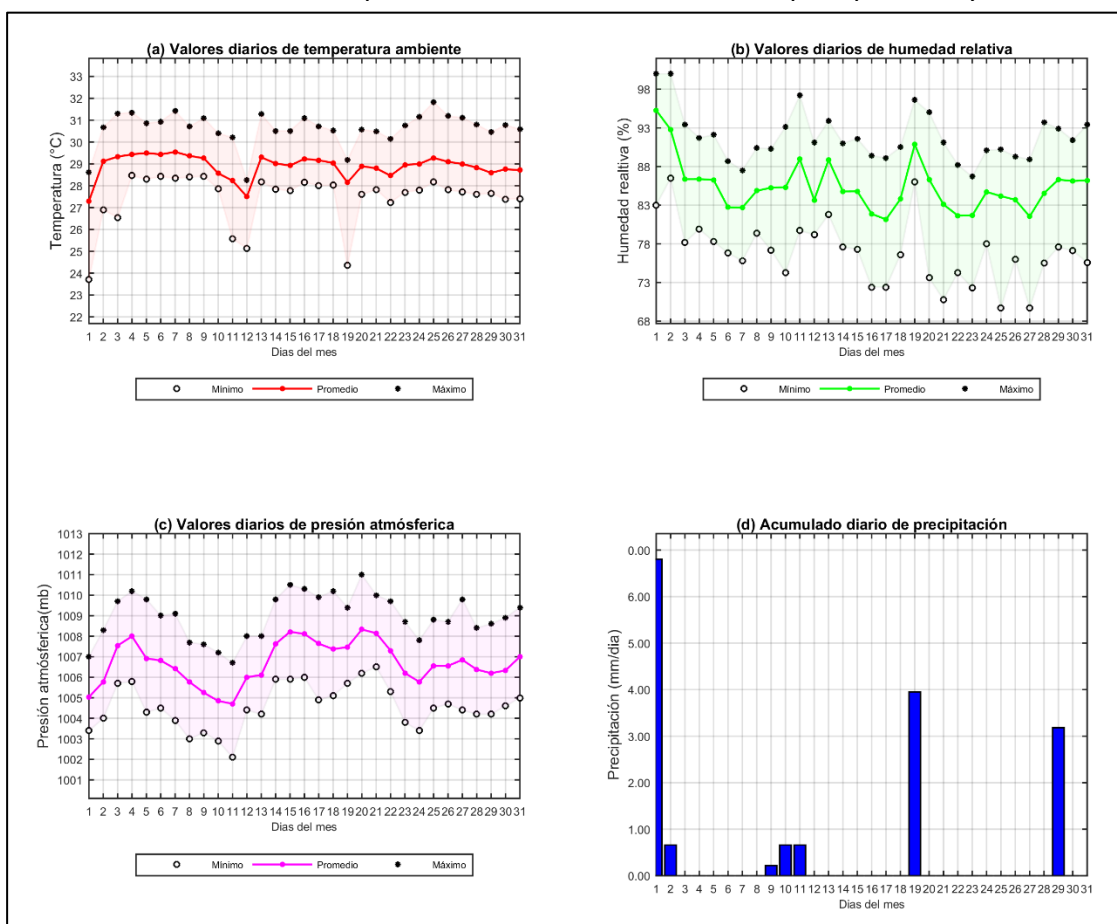 (a) Valores diarios de temperatura ambiente
Temperatura (°C)
33
32
31
30
29
28
27
26
25
24
23
22
1 2 3 4 5 6 7 8 9 10 11 12 13 14 15 16 17 18 19 20 21 22 23 24 25 26 27 28 29 30 31
Dias del mes
Mínimo Promedio Máximo
(b) Valores diarios de humedad relativa
Humedad realtiva (%)
98
93
88
83
78
73
68
1 2 3 4 5 6 7 8 9 10 11 12 13 14 15 16 17 18 19 20 21 22 23 24 25 26 27 28 29 30 31
Dias del mes
Mínimo Promedio Máximo
(c) Valores diarios de presión atmósferica
Presión atmósferica(mb)
1013
1012
1011
1010
1009
1008
1007
1006
1005
1004
1003
1002
1001
1 2 3 4 5 6 7 8 9 10 11 12 13 14 15 16 17 18 19 20 21 22 23 24 25 26 27 28 29 30 31
Dias del mes
Mínimo Promedio Máximo
(d) Acumulado diario de precipitación
Precipitación (mm/dia)
0.00
6.00
5.00
4.00
3.00
2.00
1.00
0.00
1 2 3 4 5 6 7 8 9 10 11 12 13 14 15 16 17 18 19 20 21 22 23 24 25 26 27 28 29 30 31
Dias del mes